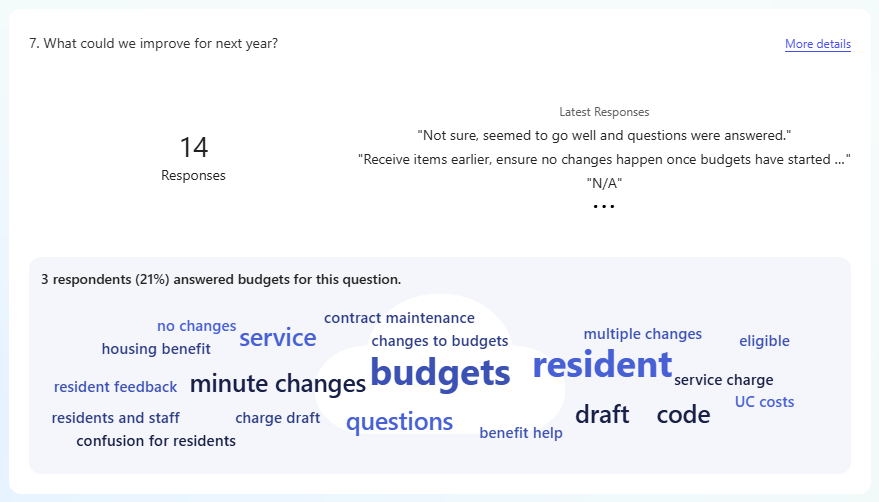 7. What could we improve for next year?
More details
14
Responses
Latest Responses
"Not sure, seemed to go well and questions were answered."
"Receive items earlier, ensure no changes happen once budgets have started ..."
"N/A"
...
3 respondents (21%) answered budgets for this question.
contract maintenance
no changes
service
changes to budgets
multiple changes
eligible
housing benefit
budgets
resident
resident feedback
minute changes
service charge
UC costs
residents and staff
charge draft
questions
draft
code
confusion for residents
benefit help